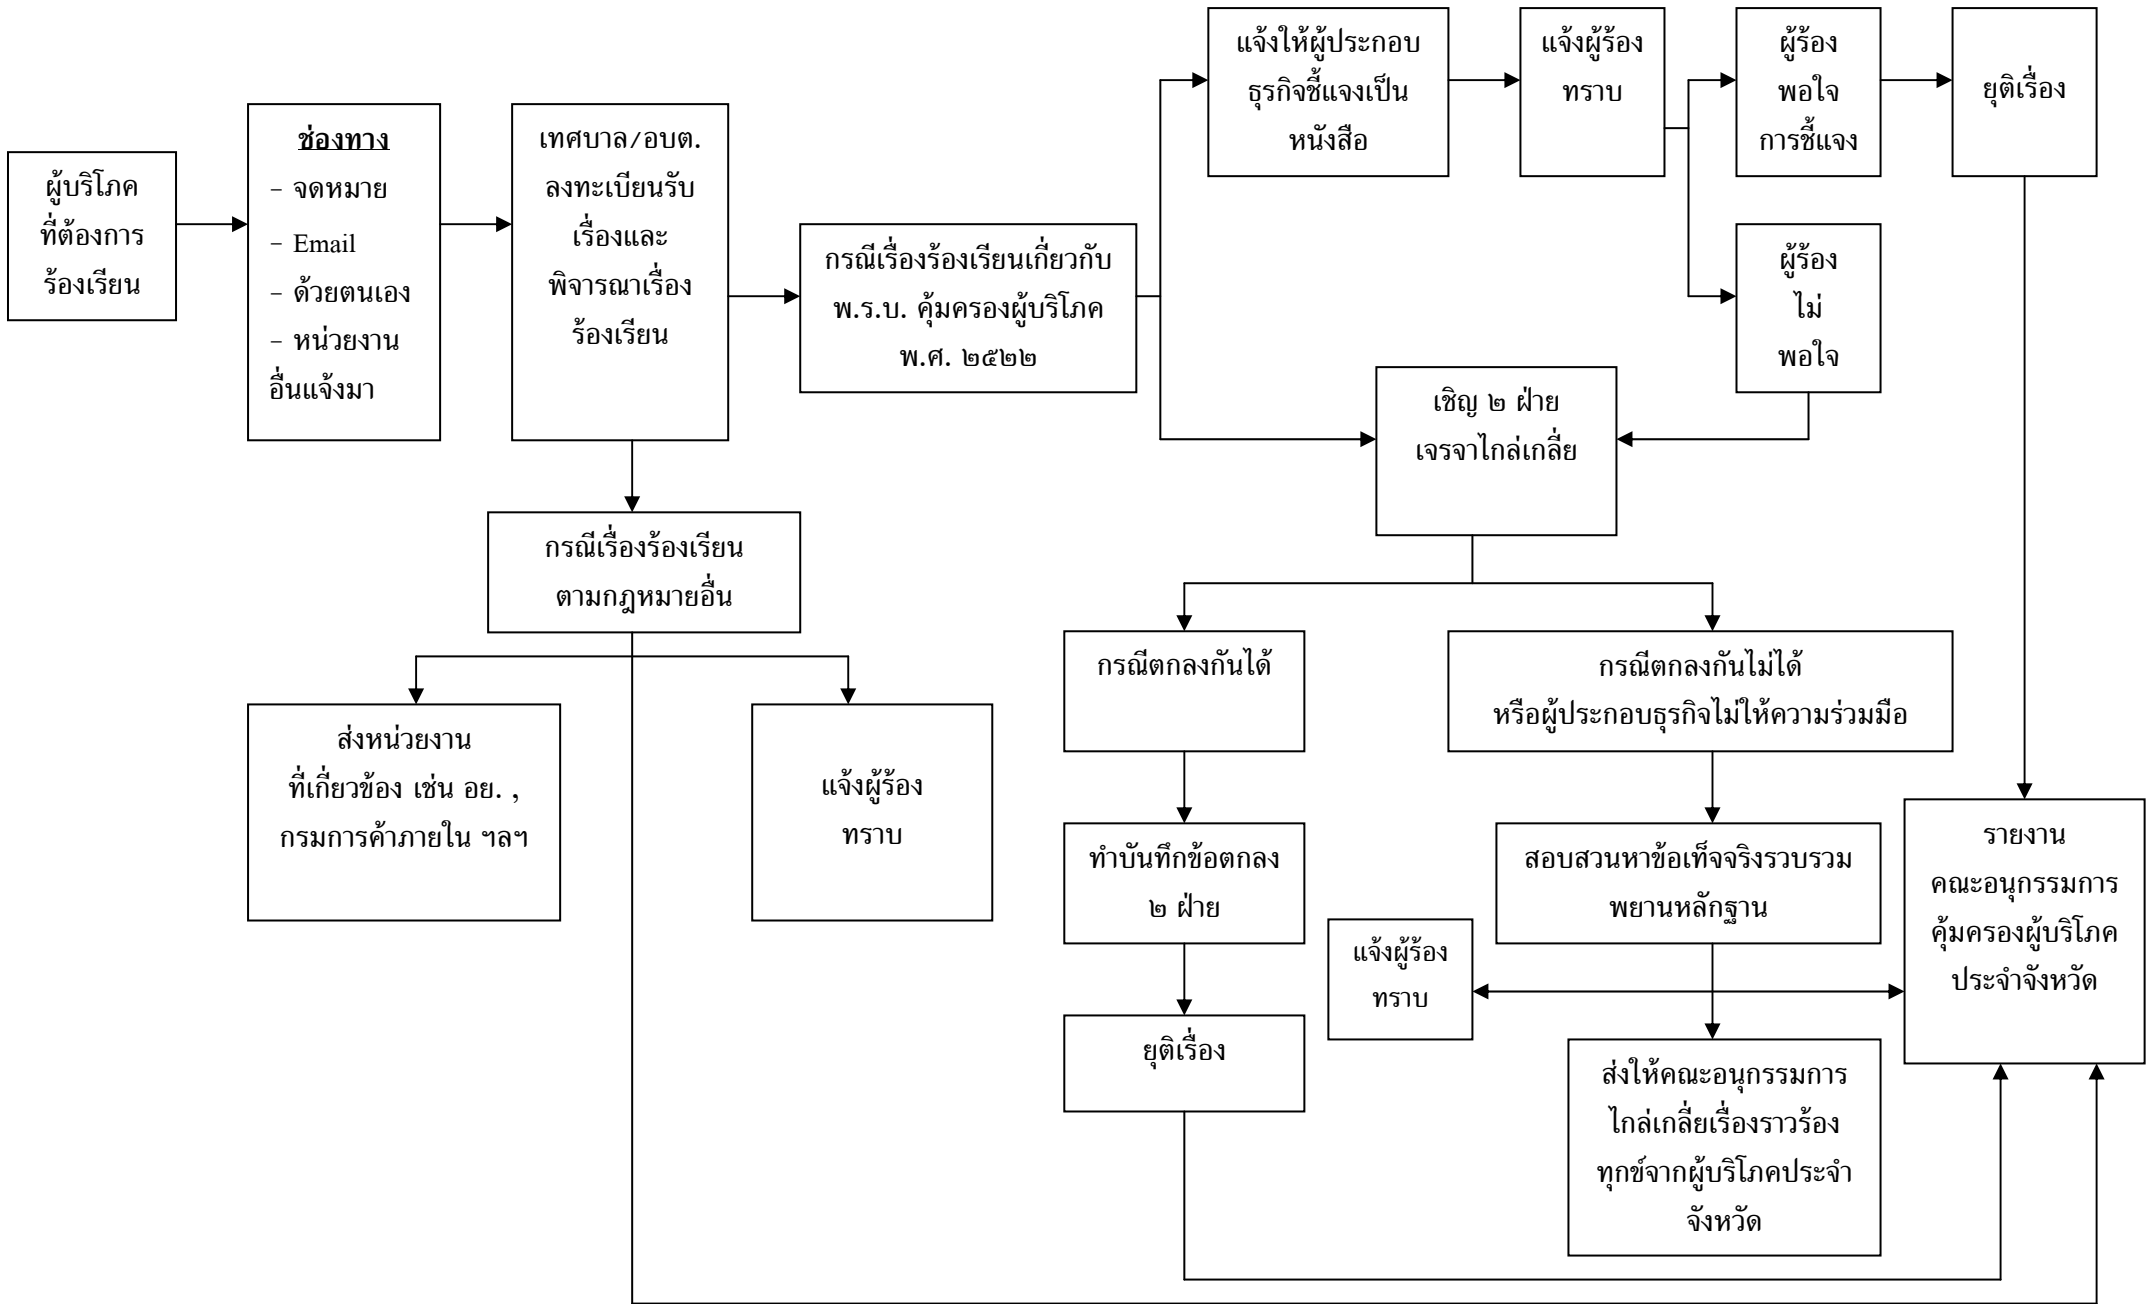 ผู้บริโภค
ที่ต้องการ
ร้องเรียน
ช่องทาง
- จดหมาย
- Email
- ด้วยตนเอง
- หน่วยงาน
อื่นแจ้งมา
เทศบาล/อบต.
ลงทะเบียนรับ
เรื่องและ
พิจารณาเรื่อง
ร้องเรียน
กรณีเรื่องร้องเรียนเกี่ยวกับ
พ.ร.บ. คุ้มครองผู้บริโภค
พ.ศ. ๒๕๒๒
แจ้งให้ผู้ประกอบ
ธุรกิจชี้แจงเป็น
หนังสือ
แจ้งผู้ร้อง
ทราบ
ผู้ร้อง
พอใจ
การชี้แจง
ยุติเรื่อง
ผู้ร้อง
ไม่
พอใจ
เชิญ ๒ ฝ่าย
เจรจาไกล่เกลี่ย
กรณีเรื่องร้องเรียน
ตามกฎหมายอื่น
ส่งหน่วยงาน
ที่เกี่ยวข้อง เช่น อย. ,
กรมการค้าภายใน ฯลฯ
แจ้งผู้ร้อง
ทราบ
กรณีตกลงกันได้
กรณีตกลงกันไม่ได้
หรือผู้ประกอบธุรกิจไม่ให้ความร่วมมือ
ทำบันทึกข้อตกลง
๒ ฝ่าย
สอบสวนหาข้อเท็จจริงรวบรวม
พยานหลักฐาน
รายงาน
คณะอนุกรรมการ
คุ้มครองผู้บริโภค
ประจำจังหวัด
แจ้งผู้ร้อง
ทราบ
ยุติเรื่อง
ส่งให้คณะอนุกรรมการ
ไกล่เกลี่ยเรื่องราวร้อง
ทุกข์จากผู้บริโภคประจำ
จังหวัด